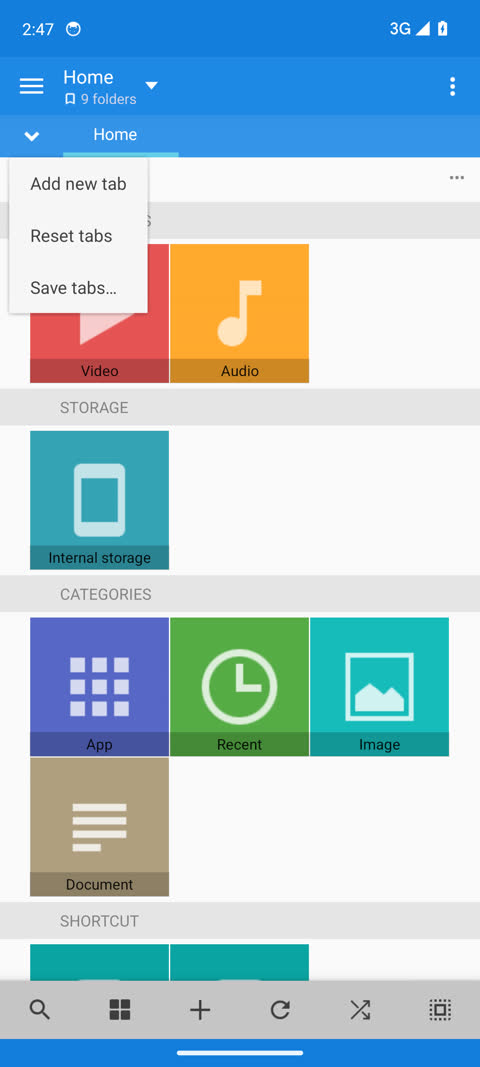 2:47
3G
Home
9 folders
Home
Add new tab
Reset tabs
Save tabs...
Video
Audio
STORAGE
Internal storage
CATEGORIES
App
Recent
Image
Document
SHORTCUT